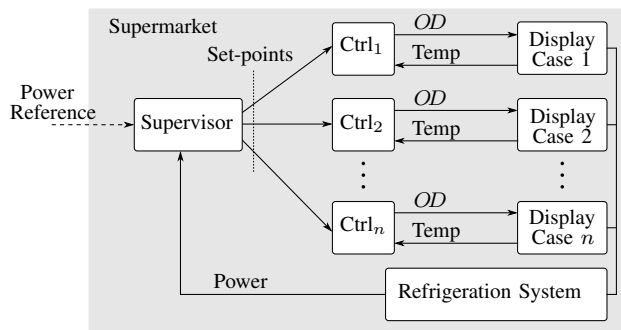 Supermarket
Power
Reference
Set-points
Supervisor
Ctrl₁
OD
Temp
Display
Case 1
Ctrl₂
OD
Temp
Display
Case 2
Ctrlₙ
OD
Temp
Display
Case n
Power
Refrigeration System